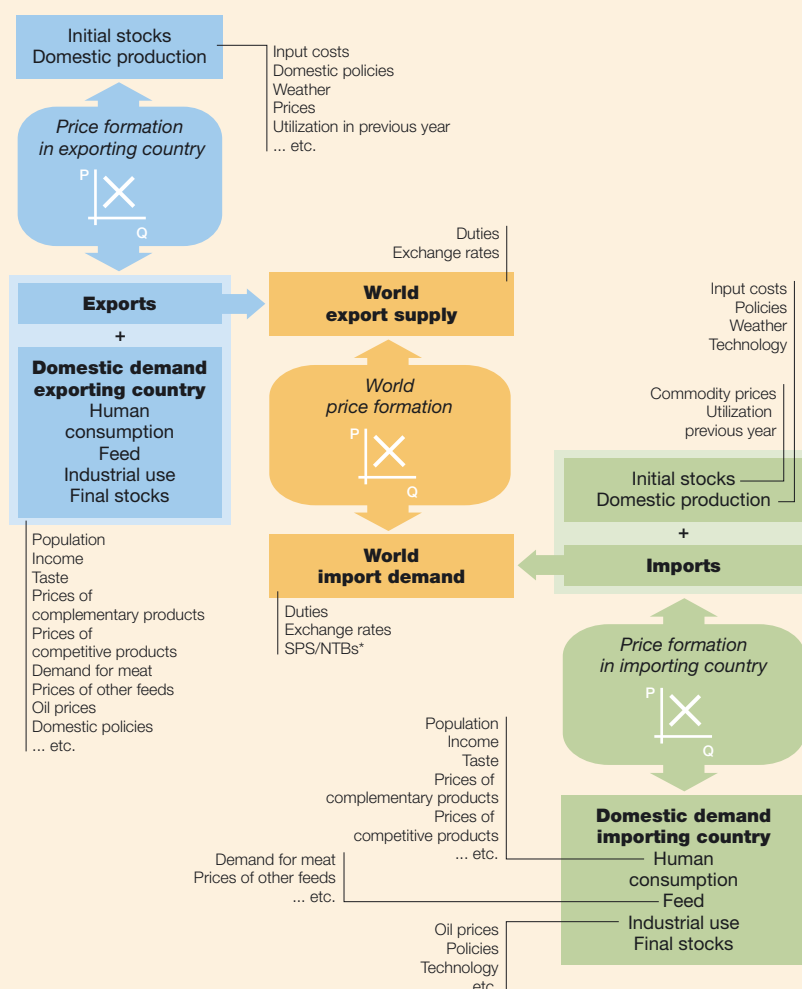 Initial stocks
Domestic production
Input costs
Domestic policies
Weather
Prices
Utilization in previous year
... etc.
Price formation
in exporting country
P
Q
Exports
+
Domestic demand
exporting country
Human
consumption
Feed
Industrial use
Final stocks
Population
Income
Taste
Prices of
complementary products
Prices of
competitive products
Demand for meat
Prices of other feeds
Oil prices
Domestic policies
... etc.
Duties
Exchange rates
World
export supply
World
price formation
P
Q
World
import demand
Duties
Exchange rates
SPS/NTBs*
Input costs
Policies
Weather
Technology
Commodity prices
Utilization
previous year
Initial stocks
Domestic production
+
Imports
Price formation
in importing country
P
Q
Domestic demand
importing country
Human
consumption
Feed
Industrial use
Final stocks
Population
Income
Taste
Prices of
complementary products
Prices of
competitive products
... etc.
Demand for meat
Prices of other feeds
... etc.
Oil prices
Policies
Technology
etc.